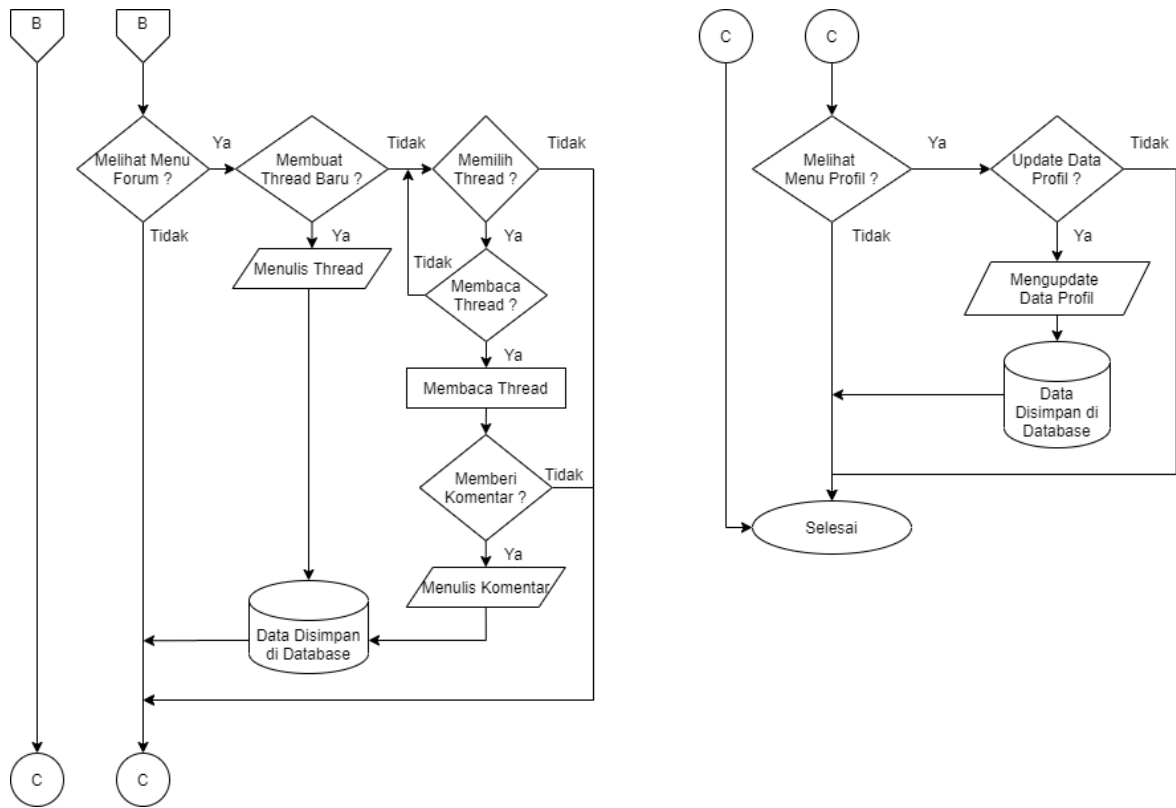 B
B
Melihat Menu
Forum ?
Ya
Tidak
Membuat
Thread Baru ?
Tidak
Ya
Menulis Thread
Memilih
Thread ?
Tidak
Ya
Membaca
Thread ?
Tidak
Ya
Membaca Thread
Memberi
Komentar ?
Tidak
Ya
Menulis Komentar
Data Disimpan
di Database
C
C
C
C
Melihat
Menu Profil ?
Ya
Tidak
Update Data
Profil ?
Tidak
Ya
Mengupdate
Data Profil
Data
Disimpan di
Database
Selesai